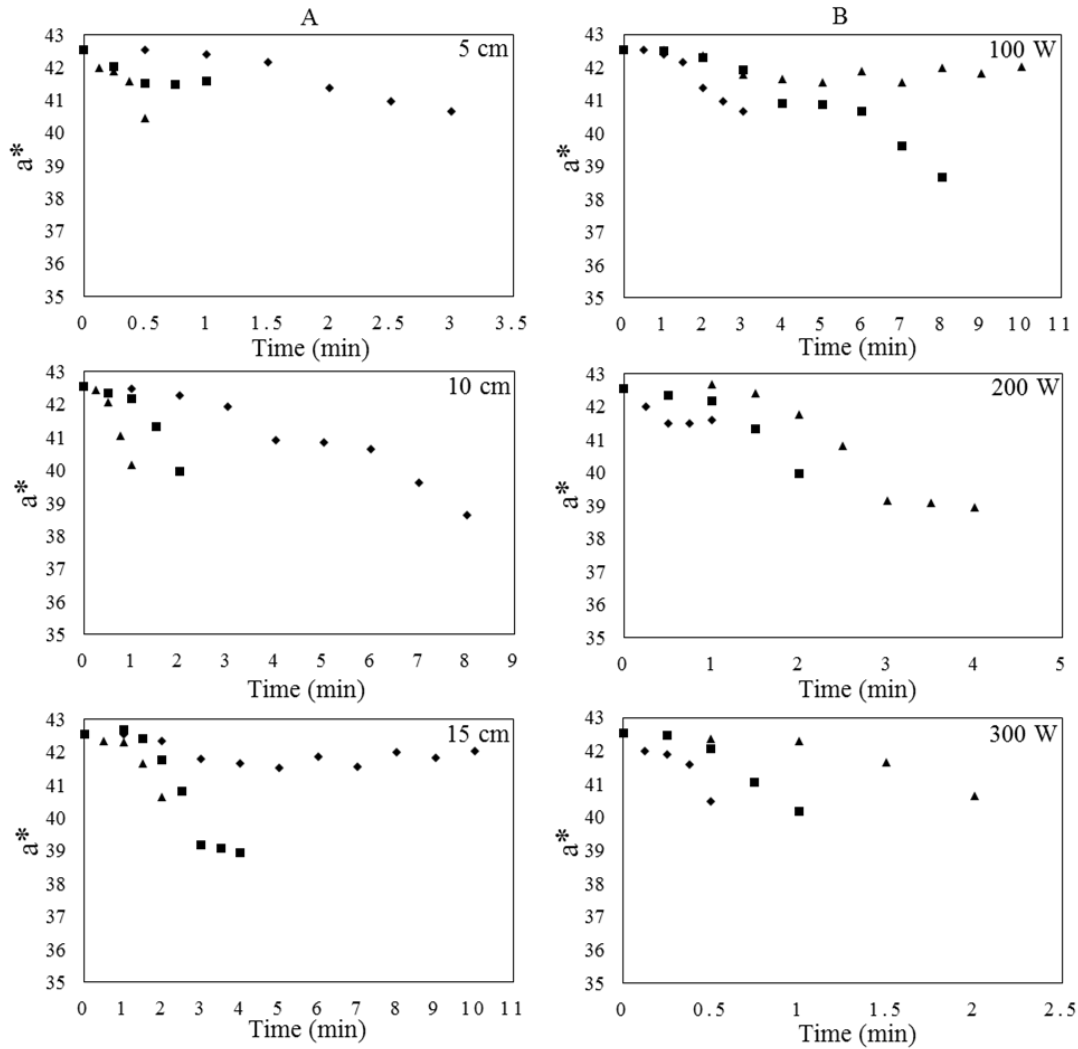 A
43
42
41
40
39
38
37
36
35
a*
5 cm
0 0.5 1 1.5 2 2.5 3 3.5
Time (min)
43
42
41
40
39
38
37
36
35
a*
10 cm
0 1 2 3 4 5 6 7 8 9
Time (min)
43
42
41
40
39
38
37
36
35
a*
15 cm
0 1 2 3 4 5 6 7 8 9 10 11
Time (min)
B
43
42
41
40
39
38
37
36
35
a*
100 W
0 1 2 3 4 5 6 7 8 9 10 11
Time (min)
43
42
41
40
39
38
37
36
35
a*
200 W
0 1 2 3 4 5
Time (min)
43
42
41
40
39
38
37
36
35
a*
300 W
0 0.5 1 1.5 2 2.5
Time (min)